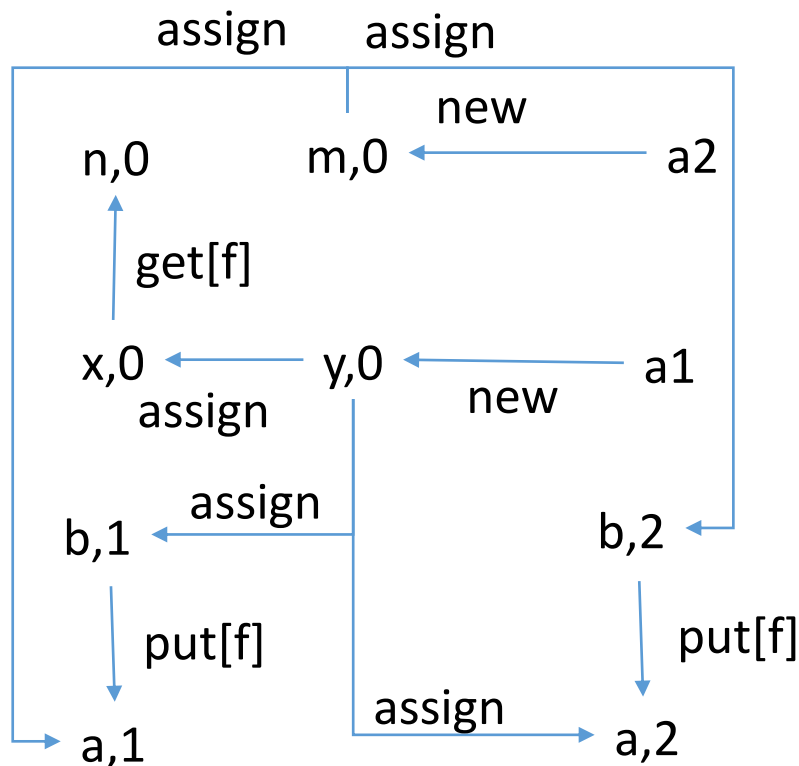 assign assign
new
n,0 m,0 a2
get[f]
x,0 y,0 a1
assign new
assign
b,1 b,2
put[f] put[f]
assign
a,1 a,2